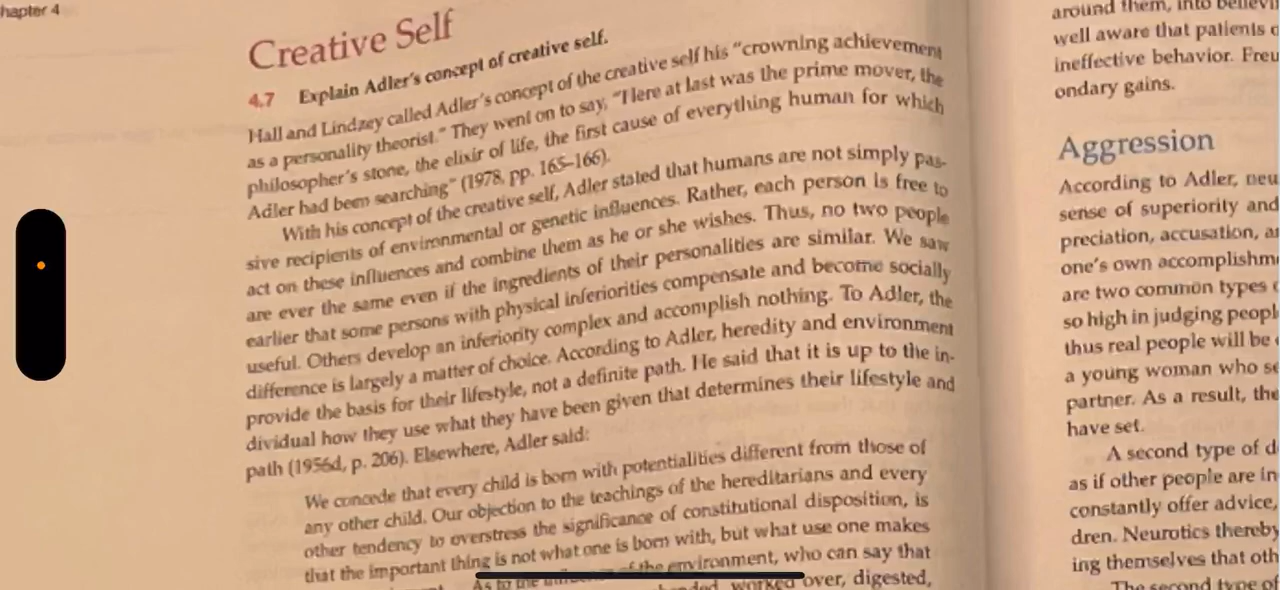 hapter 4
Creative Self
4.7 Explain Adler's concept of creative self.
Hall and Lindzey called Adler's concept of the creative self his "crowning achievement
as a personality theorist." They went on to say, "Here at last was the prime mover, the
philosopher's stone, the elixir of life, the first cause of everything human for which
Adler had been searching" (1978, pp. 165–166).
With his concept of the creative self, Adler stated that humans are not simply pas-
sive recipients of environmental or genetic influences. Rather, each person is free to
act on these influences and combine them as he or she wishes. Thus, no two people
are ever the same even if the ingredients of their personalities are similar. We saw
earlier that some persons with physical inferiorities compensate and become socially
useful. Others develop an inferiority complex and accomplish nothing. To Adler, the
difference is largely a matter of choice. According to Adler, heredity and environment
provide the basis for their lifestyle, not a definite path. He said that it is up to the in-
dividual how they use what they have been given that determines their lifestyle and
path (1956d, p. 206). Elsewhere, Adler said:
We concede that every child is born with potentialities different from those of
any other child. Our objection to the teachings of the hereditarians and every
other tendency to overstress the significance of constitutional disposition, is
that the important thing is not what one is born with, but what use one makes
As to the of the environment, who can say that
worked over, digested,
around them, into believi
well aware that patients
ineffective behavior. Freu
ondary gains.
Aggression
According to Adler, neu
sense of superiority and
preciation, accusation, a
one's own accomplishm
are two common types
so high in judging peopl
thus real people will be
a young woman who se
partner. As a result, the
have set.
A second type of d
as if other people are in
constantly offer advice,
dren. Neurotics thereby
ing themselves that oth
The second type of